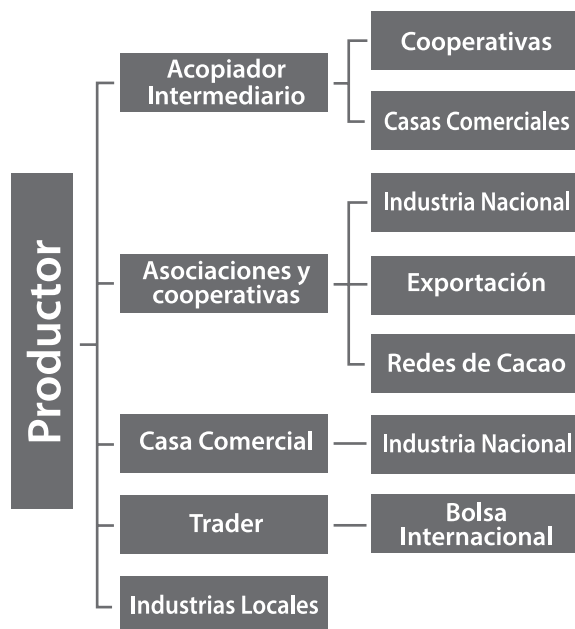 Productor
Acopiador
Intermediario
Cooperativas
Casas Comerciales
Asociaciones y
cooperativas
Industria Nacional
Exportación
Redes de Cacao
Casa Comercial
Industria Nacional
Trader
Bolsa
Internacional
Industrias Locales